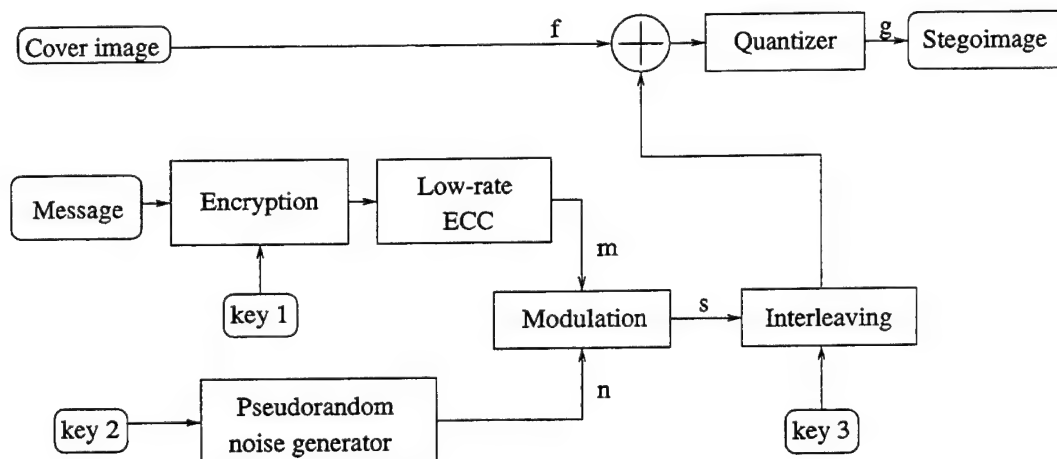 f
Cover image
Quantizer
g
Stegoimage
Message
Encryption
Low-rate
ECC
m
key 1
Modulation
s
Interleaving
n
key 2
Pseudorandom
noise generator
key 3